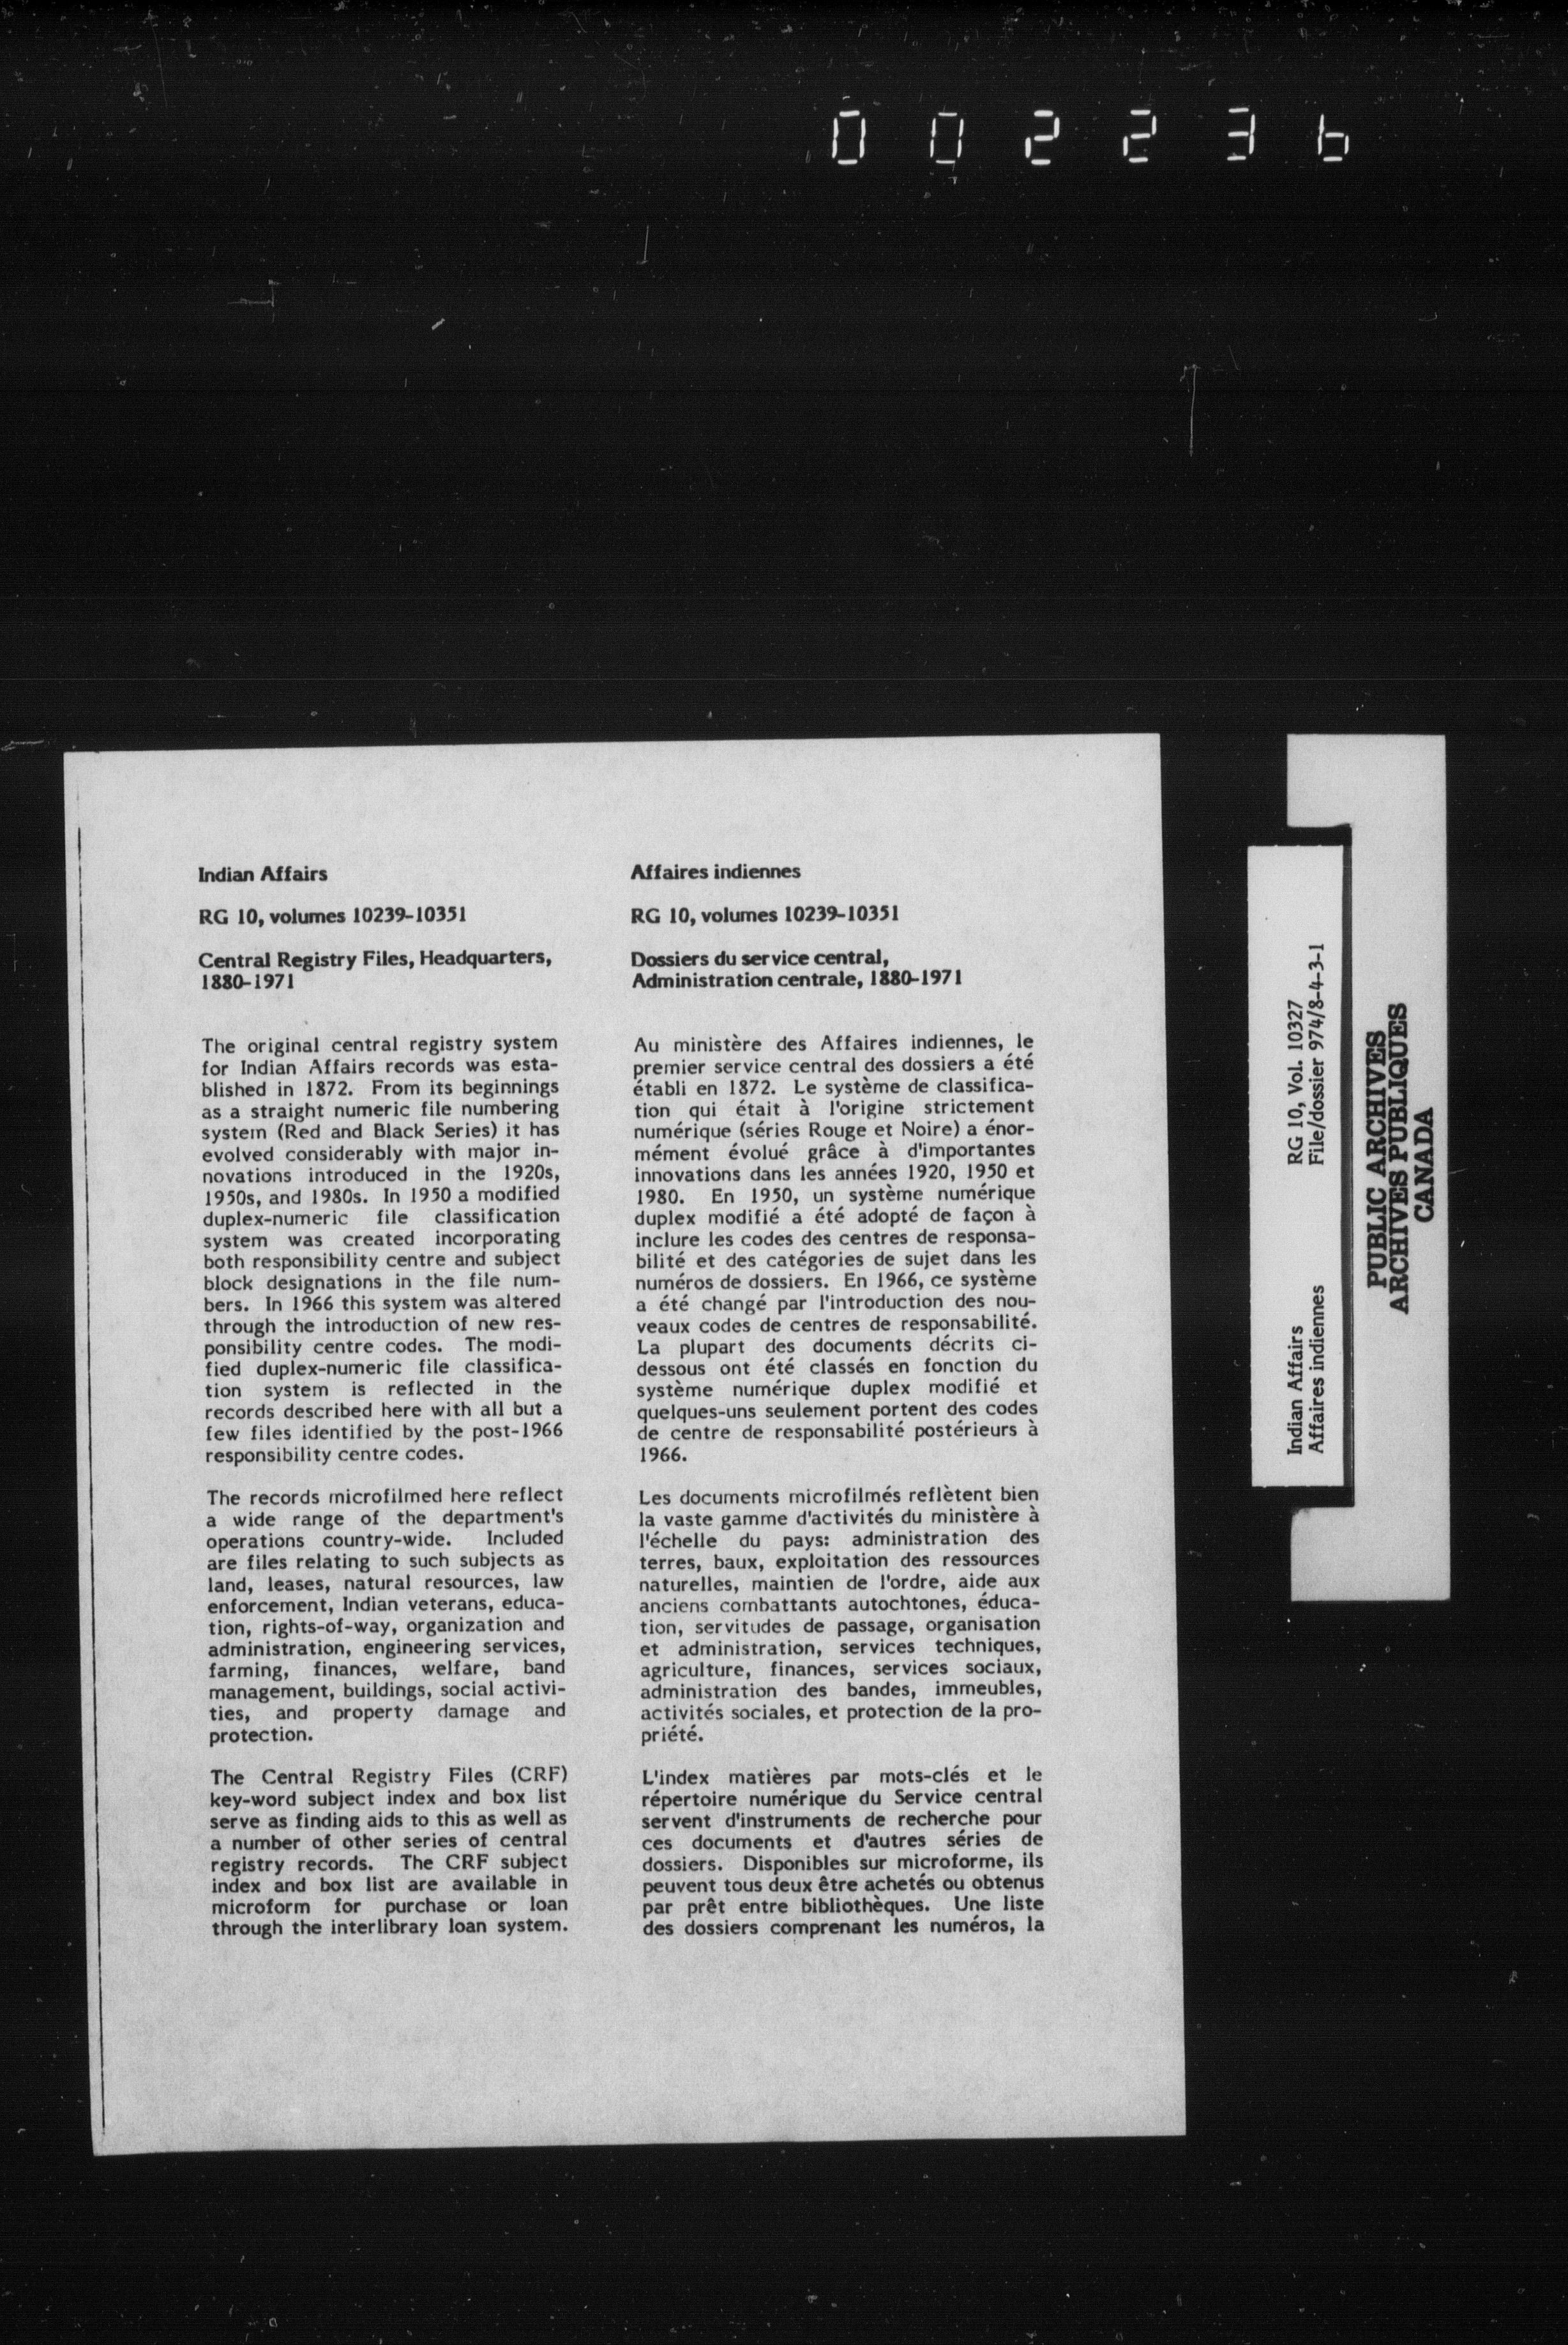 002236
Indian Affairs
RG 10, volumes 10239-10351
Central Registry Files, Headquarters,
1880-1971
The original central registry system
for Indian Affairs records was esta-
blished in 1872. From its beginnings
as a straight numeric file numbering
system (Red and Black Series) it has
evolved considerably with major in-
novations introduced in the 1920s,
1950s, and 1980s. In 1950 a modified
duplex-numeric file classification
system was created incorporating
both responsibility centre and subject
block designations in the file num-
bers. In 1966 this system was altered
through the introduction of new res-
ponsibility centre codes. The modi-
fied duplex-numeric file classifica-
tion system is reflected in the
records described here with all but a
few files identified by the post-1966
responsibility centre codes.
The records microfilmed here reflect
a wide range of the department's
operations country-wide. Included
are files relating to such subjects as
land, leases, natural resources, law
enforcement, Indian veterans, educa-
tion, rights-of-way, organization and
administration, engineering services,
farming, finances, welfare, band
management, buildings, social activi-
ties, and property damage and
protection.
The Central Registry Files (CRF)
key-word subject index and box list
serve as finding aids to this as well as
a number of other series of central
registry records. The CRF subject
index and box list are available in
microform for purchase or loan
through the interlibrary loan system.
Affaires indiennes
RG 10, volumes 10239-10351
Dossiers du service central,
Administration centrale, 1880-1971
Au ministère des Affaires indiennes, le
premier service central des dossiers a été
établi en 1872. Le système de classifica-
tion qui était à l'origine strictement
numérique (séries Rouge et Noire) a énor-
mément évolué grâce à d'importantes
innovations dans les années 1920, 1950 et
1980. En 1950, un système numérique
duplex modifié a été adopté de façon à
inclure les codes des centres de responsa-
bilité et des catégories de sujet dans les
numéros de dossiers. En 1966, ce système
a été changé par l'introduction des nou-
veaux codes de centres de responsabilité.
La plupart des documents décrits ci-
dessous ont été classés en fonction du
système numérique duplex modifié et
quelques-uns seulement portent des codes
de centre de responsabilité postérieurs à
1966.
Les documents microfilmés reflètent bien
la vaste gamme d'activités du ministère à
l'échelle du pays: administration des
terres, baux, exploitation des ressources
naturelles, maintien de l'ordre, aide aux
anciens combattants autochtones, éduca-
tion, servitudes de passage, organisation
et administration, services techniques,
agriculture, finances, services sociaux,
administration des bandes, immeubles,
activités sociales, et protection de la pro-
priété.
L'index matières par mots-clés et le
répertoire numérique du Service central
servent d'instruments de recherche pour
ces documents et d'autres séries de
dossiers. Disponibles sur microforme, ils
peuvent tous deux être achetés ou obtenus
par prêt entre bibliothèques. Une liste
des dossiers comprenant les numéros, la
Indian Affairs
Affaires indiennes
RG 10, Vol. 10327
File/dossier 974/8-4-3-1
PUBLIC ARCHIVES
ARCHIVES PUBLIQUES
CANADA